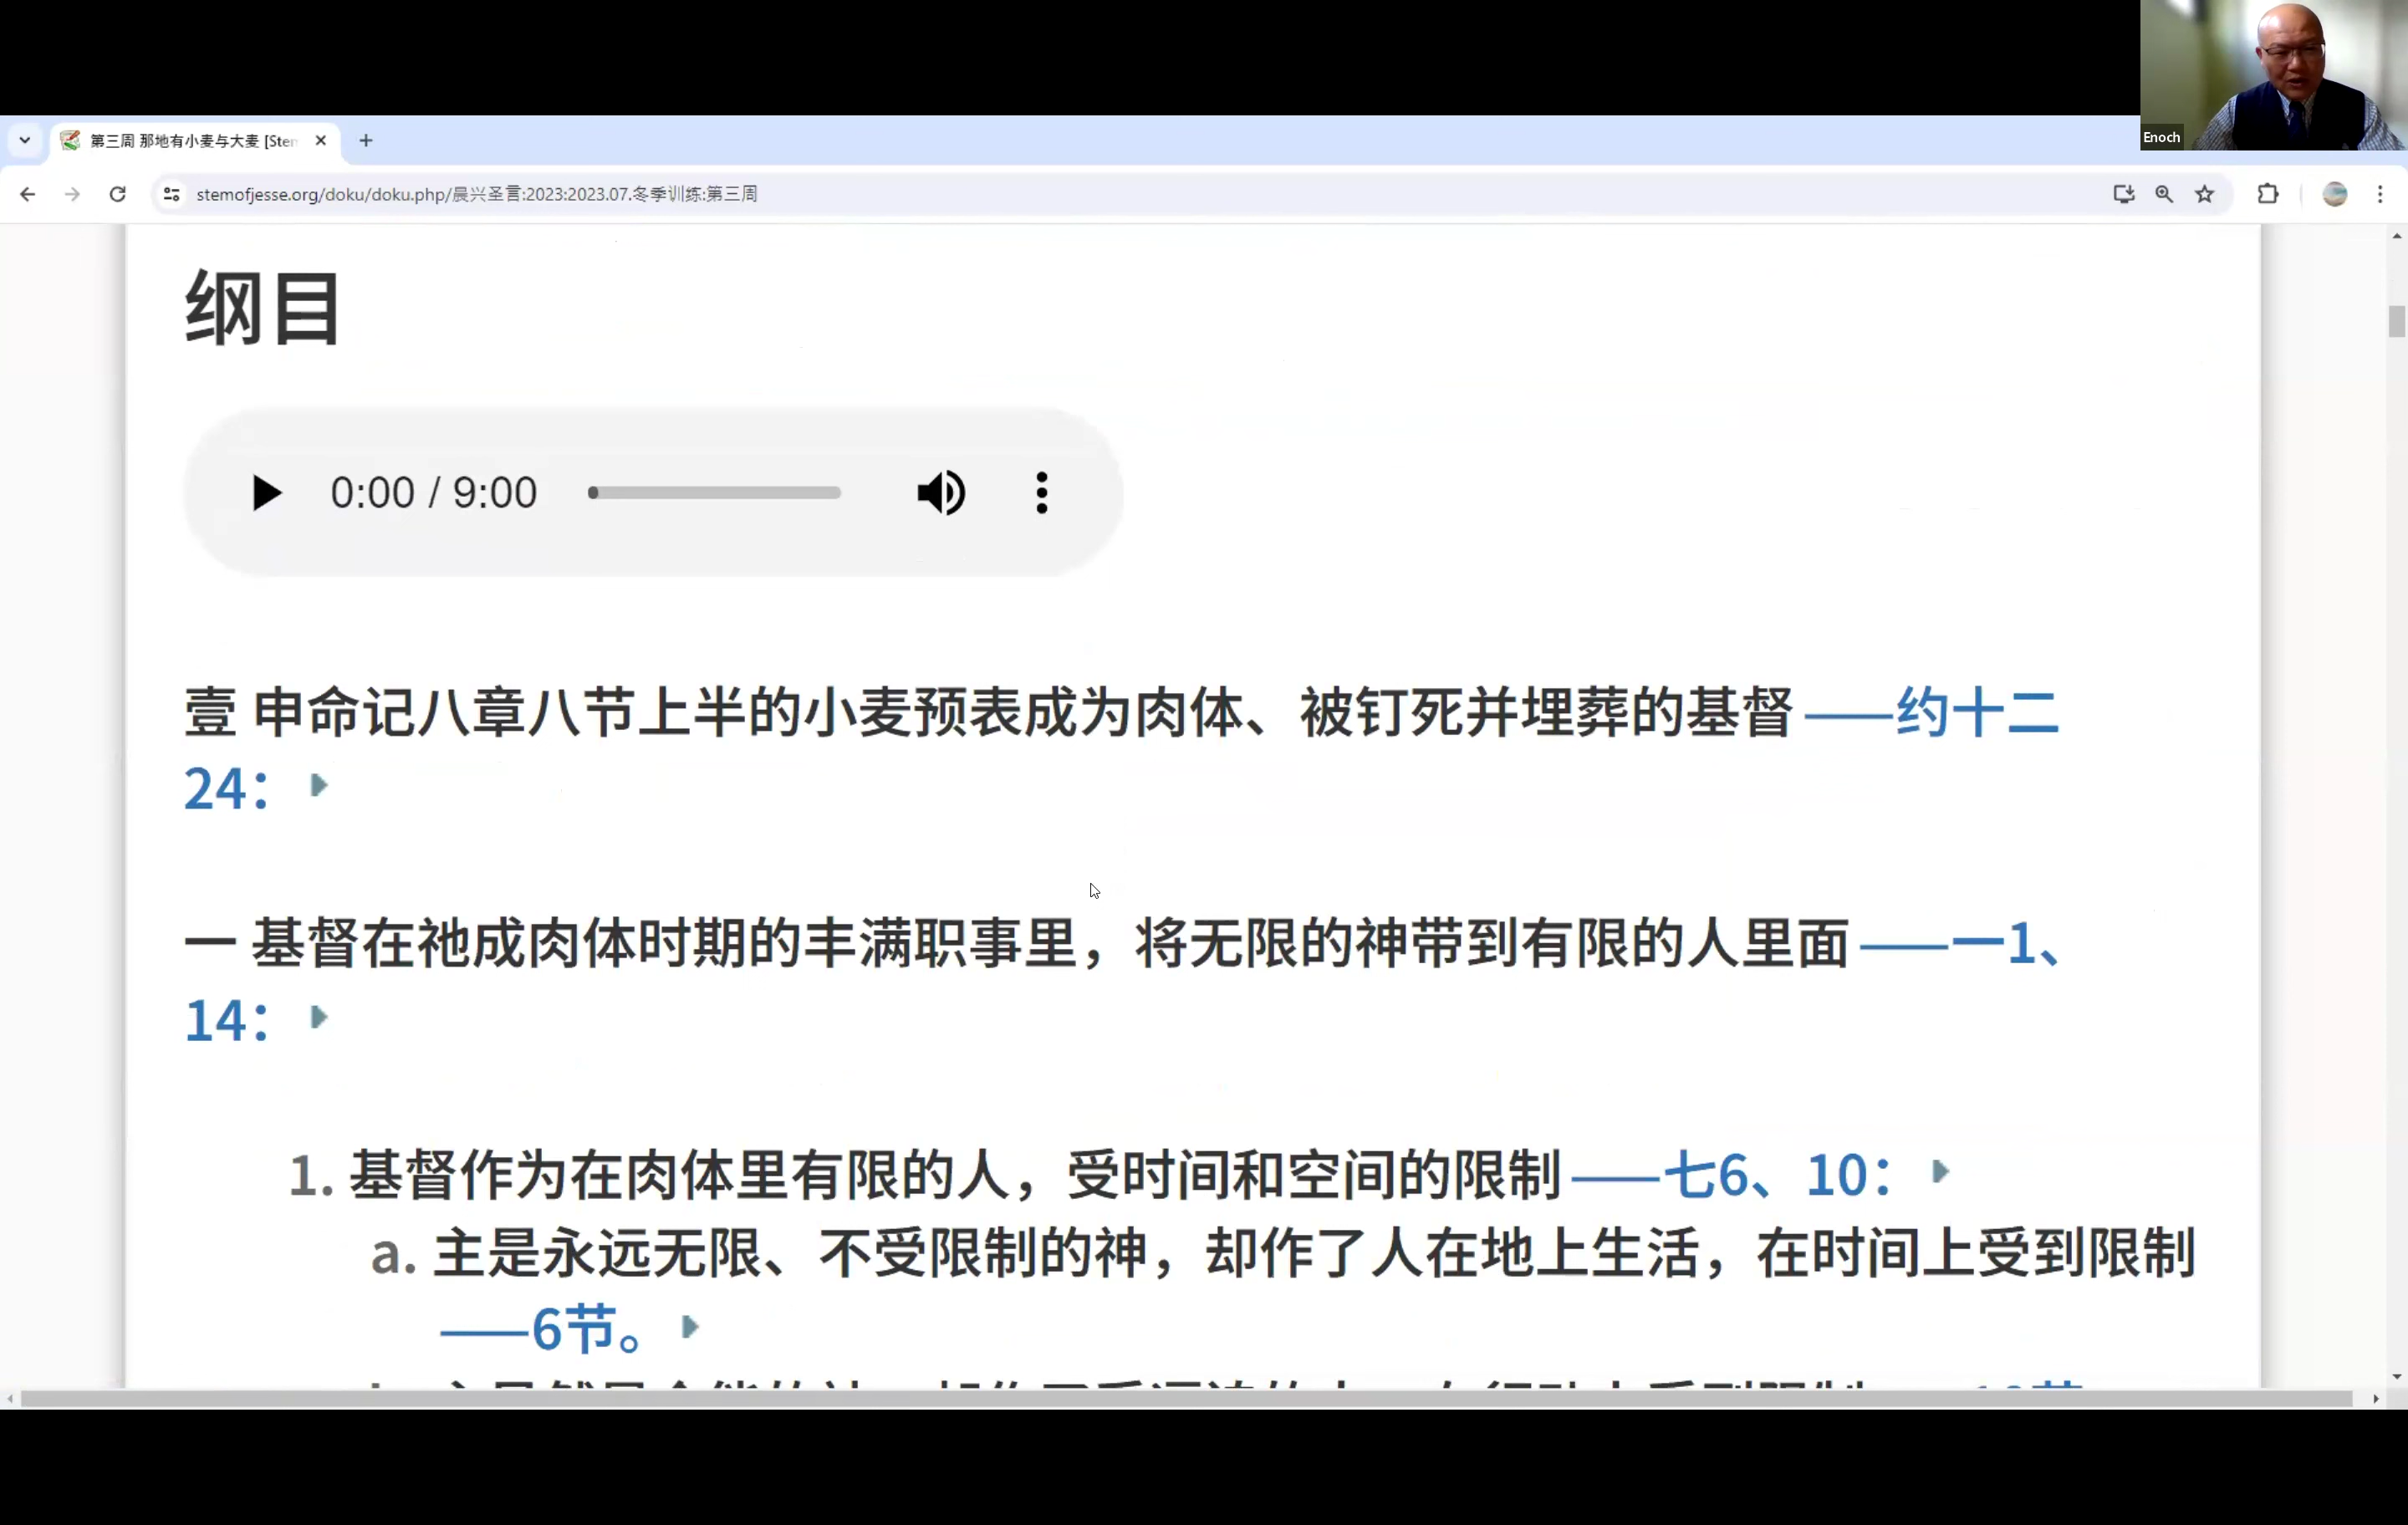 Enoch
第三周 那地有小麦与大麦 [Ste
stemofjesse.org/doku/doku.php/晨兴圣言:2023:2023.07.冬季训练:第三周
纲目
0:00 / 9:00
壹 申命记八章八节上半的小麦预表成为肉体、被钉死并埋葬的基督——约十二
24：
一 基督在祂成肉体时期的丰满职事里，将无限的神带到有限的人里面——一1、
14：
1. 基督作为在肉体里有限的人，受时间和空间的限制——七6、10：
a. 主是永远无限、不受限制的神，却作了人在地上生活，在时间上受到限制
——6节。